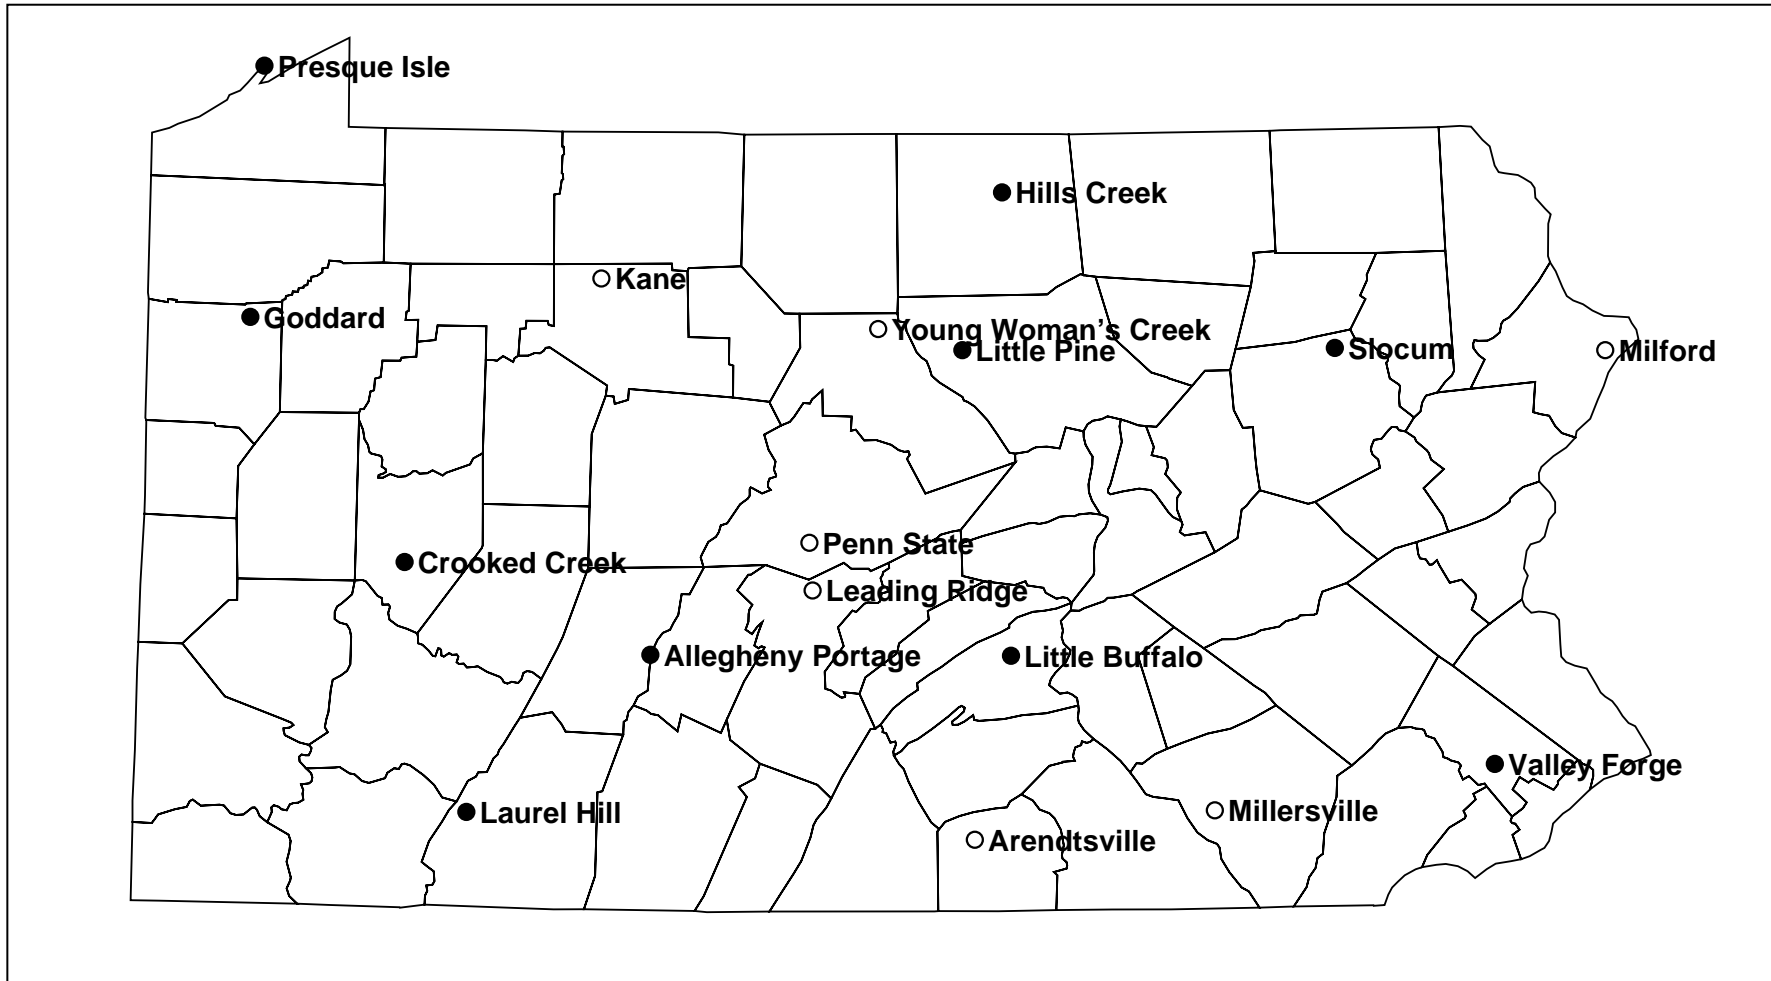 Presque Isle
Hills Creek
Kane
Goddard
Young Woman's Creek
Little Pine
Slocum
Milford
Penn State
Crooked Creek
Leading Ridge
Allegheny Portage
Little Buffalo
Valley Forge
Laurel Hill
Millersville
Arendtsville